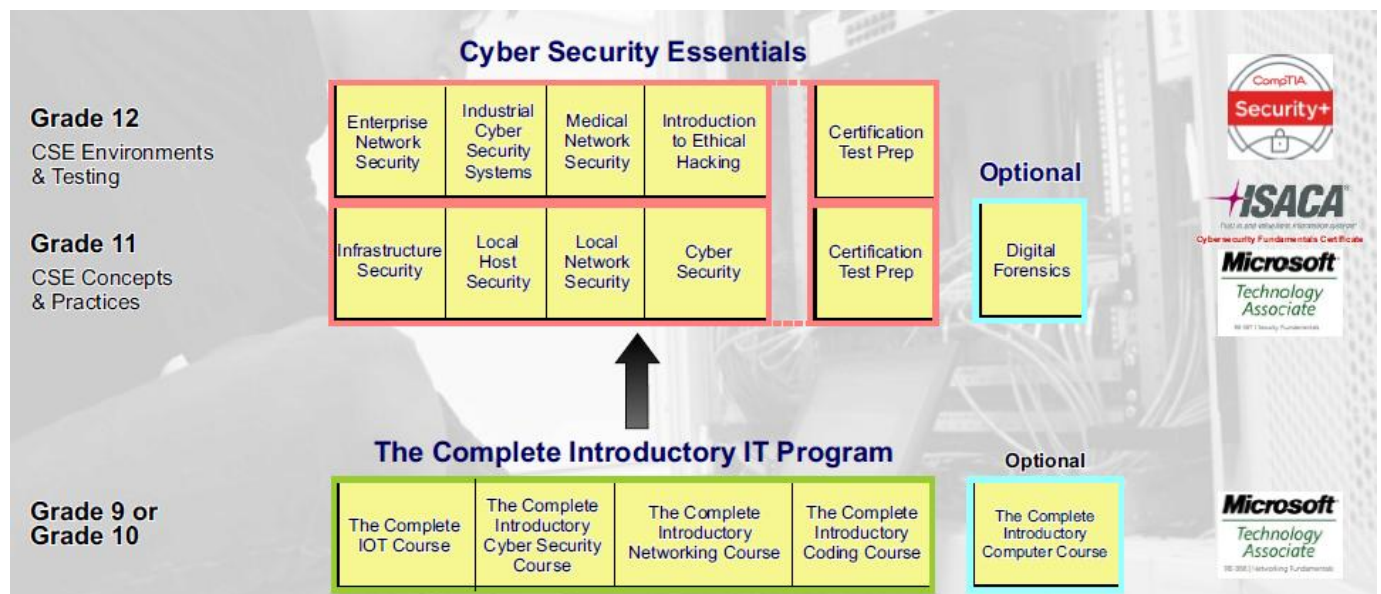 Cyber Security Essentials
Grade 12
CSE Environments
& Testing
Enterprise
Network
Security
Industrial
Cyber
Security
Systems
Medical
Network
Security
Introduction
to Ethical
Hacking
Certification
Test Prep
Optional
Grade 11
CSE Concepts
& Practices
Infrastructure
Security
Local
Host
Security
Local
Network
Security
Cyber
Security
Certification
Test Prep
Digital
Forensics
CompTIA
Security+
ISACA
Cybersecurity Fundamentals Certificate
Microsoft
Technology
Associate
The Complete Introductory IT Program
Optional
Grade 9 or
Grade 10
The Complete
IOT Course
The Complete
Introductory
Cyber Security
Course
The Complete
Introductory
Networking Course
The Complete
Introductory
Coding Course
The Complete
Introductory
Computer Course
Microsoft
Technology
Associate
Networking Fundamentals